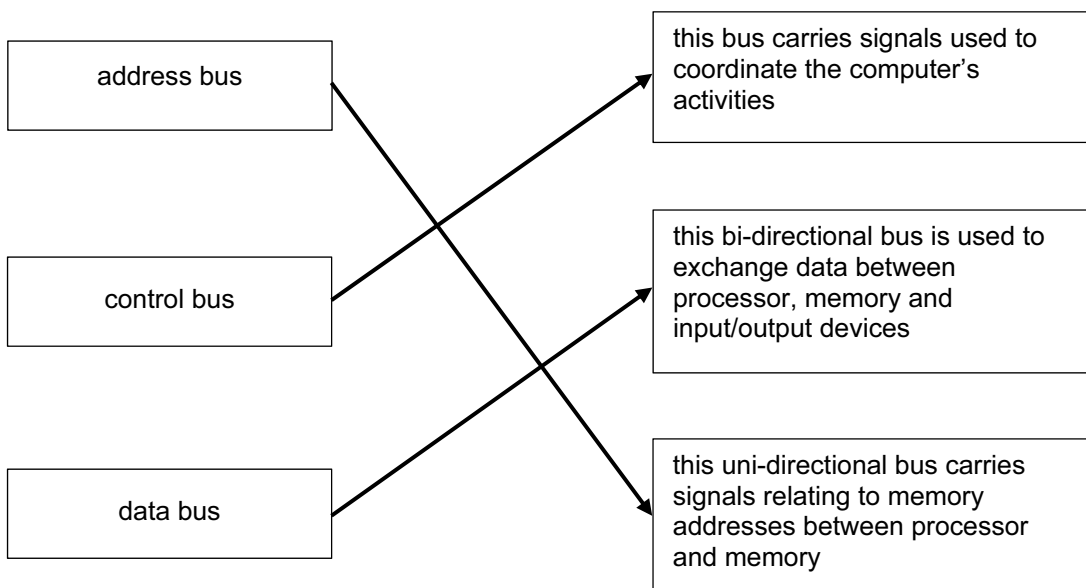 address bus
control bus
data bus
this bus carries signals used to
coordinate the computer’s
activities
this bi-directional bus is used to
exchange data between
processor, memory and
input/output devices
this uni-directional bus carries
signals relating to memory
addresses between processor
and memory